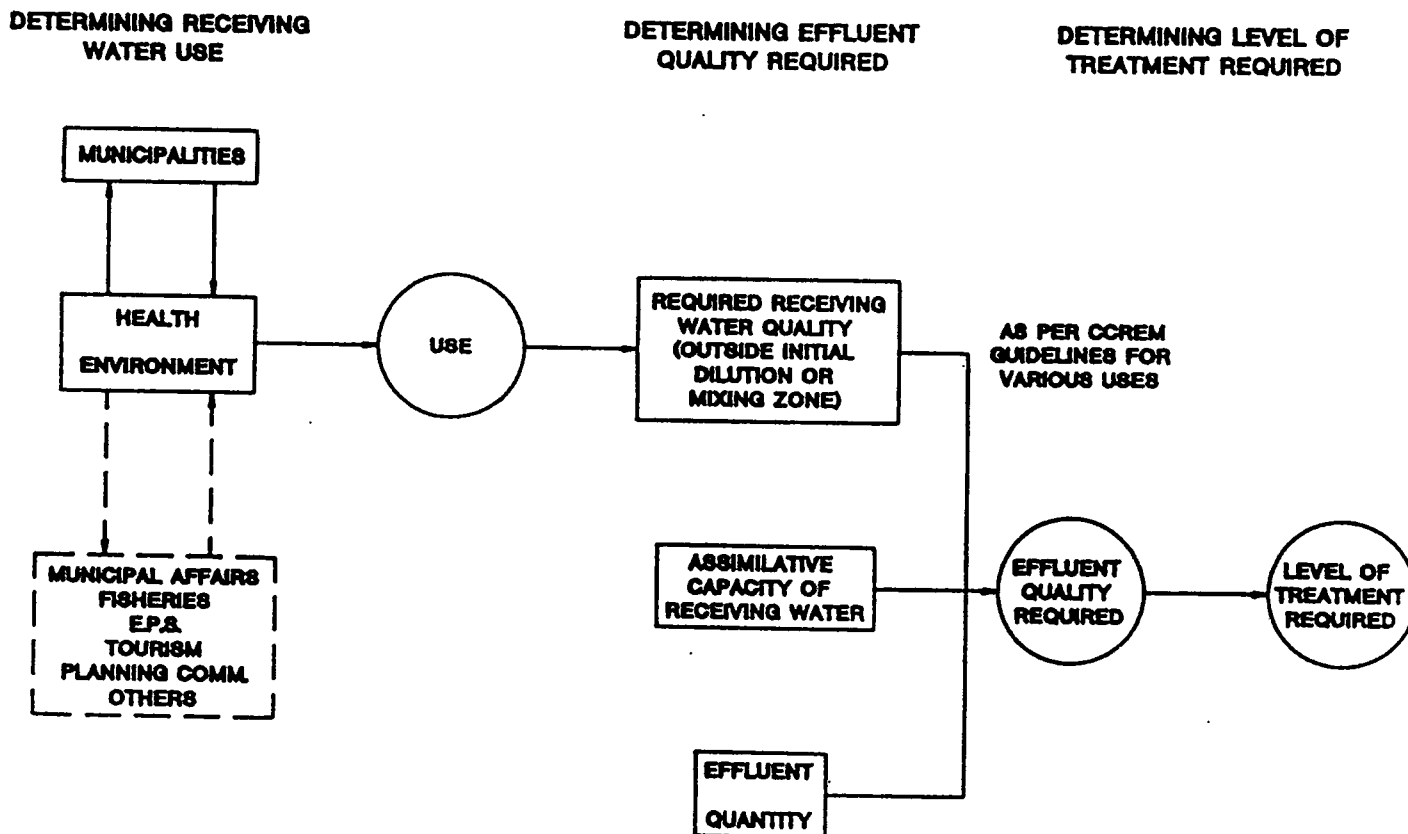 DETERMINING RECEIVING
WATER USE
DETERMINING EFFLUENT
QUALITY REQUIRED
DETERMINING LEVEL OF
TREATMENT REQUIRED
MUNICIPALITIES
HEALTH
ENVIRONMENT
USE
REQUIRED RECEIVING
WATER QUALITY
(OUTSIDE INITIAL
DILUTION OR
MIXING ZONE)
AS PER CCREM
GUIDELINES FOR
VARIOUS USES
MUNICIPAL AFFAIRS
FISHERIES
E.P.S.
TOURISM
PLANNING COMM.
OTHERS
ASSIMILATIVE
CAPACITY OF
RECEIVING WATER
EFFLUENT
QUALITY
REQUIRED
LEVEL OF
TREATMENT
REQUIRED
EFFLUENT
QUANTITY